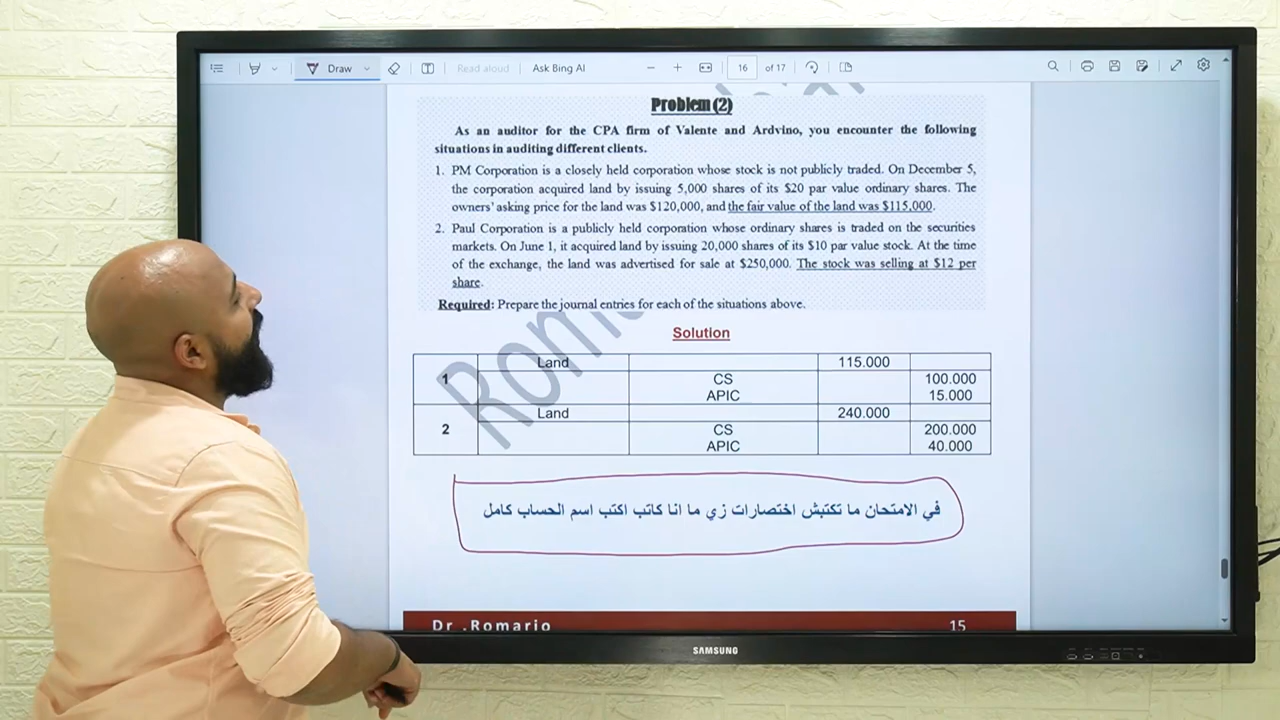 Draw
Read aloud
Ask Bing AI
16 of 17
Problem (2)
As an auditor for the CPA firm of Valente and Ardvino, you encounter the following
situations in auditing different clients.
1. PM Corporation is a closely held corporation whose stock is not publicly traded. On December 5,
the corporation acquired land by issuing 5,000 shares of its $20 par value ordinary shares. The
owners' asking price for the land was $120,000, and the fair value of the land was $115,000.
2. Paul Corporation is a publicly held corporation whose ordinary shares is traded on the securities
markets. On June 1, it acquired land by issuing 20,000 shares of its $10 par value stock. At the time
of the exchange, the land was advertised for sale at $250,000. The stock was selling at $12 per
share.
Required: Prepare the journal entries for each of the situations above.
Solution
1 Land 115.000
CS 100.000
APIC 15.000
2 Land 240.000
CS 200.000
APIC 40.000
في الامتحان ما تكتبش اختصارات زي ما انا كاتب اكتب اسم الحساب كامل
Dr .Romario 15
SAMSUNG